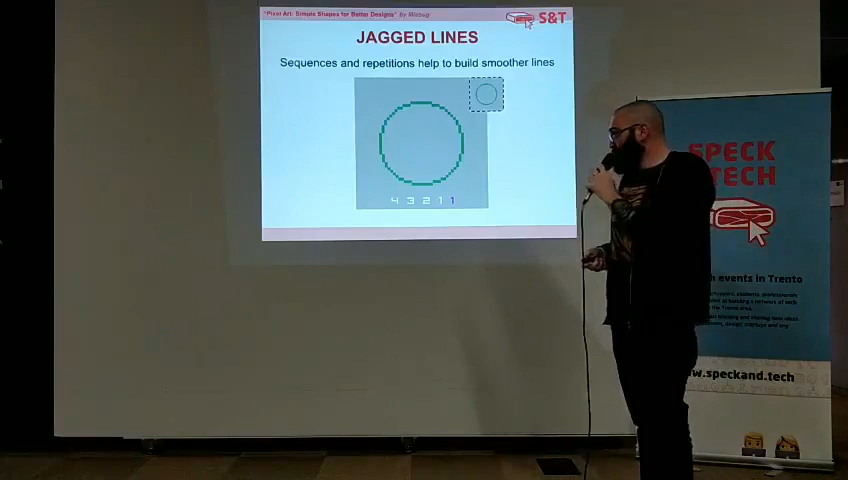 "Pixel Art: Simple Shapes for Better Designs" by Misbug
S&T
JAGGED LINES
Sequences and repetitions help to build smoother lines
4 3 2 1 1
SPECK
TECH
h events in Trento
w.speckand.tech